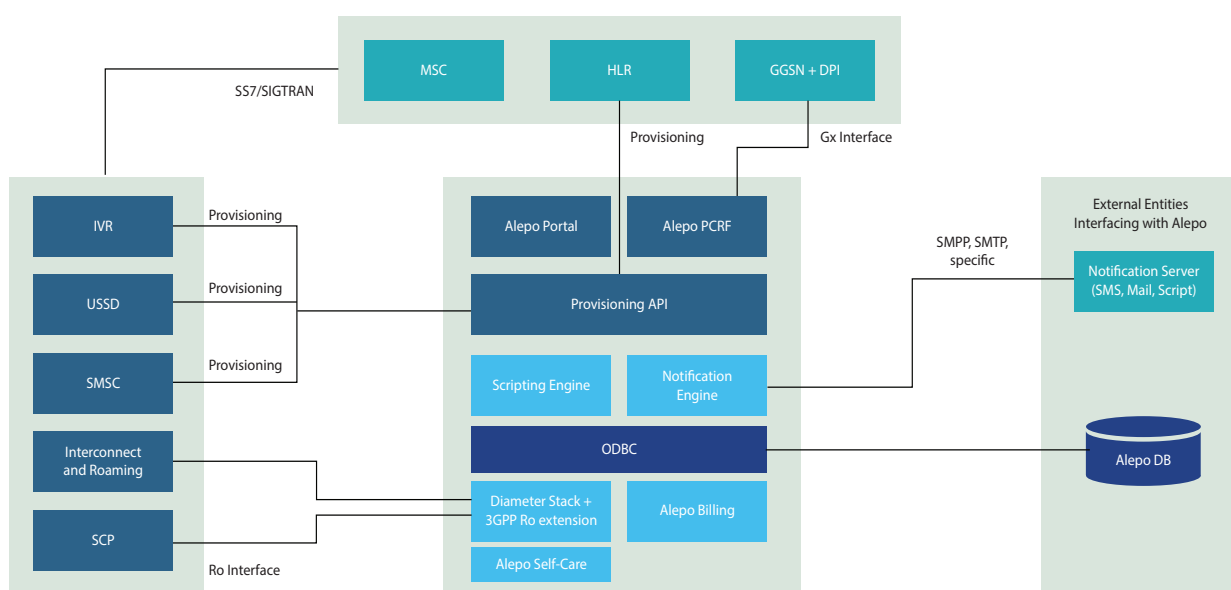 MSC
HLR
GGSN + DPI
SS7/SIGTRAN
Provisioning
Gx Interface
IVR
Provisioning
USSD
Provisioning
SMSC
Provisioning
Interconnect
and Roaming
SCP
Ro Interface
Alepo Portal
Alepo PCRF
Provisioning API
Scripting Engine
Notification
Engine
ODBC
Diameter Stack +
3GPP Ro extension
Alepo Billing
Alepo Self-Care
SMPP, SMTP,
specific
External Entities
Interfacing with Alepo
Notification Server
(SMS, Mail, Script)
Alepo DB